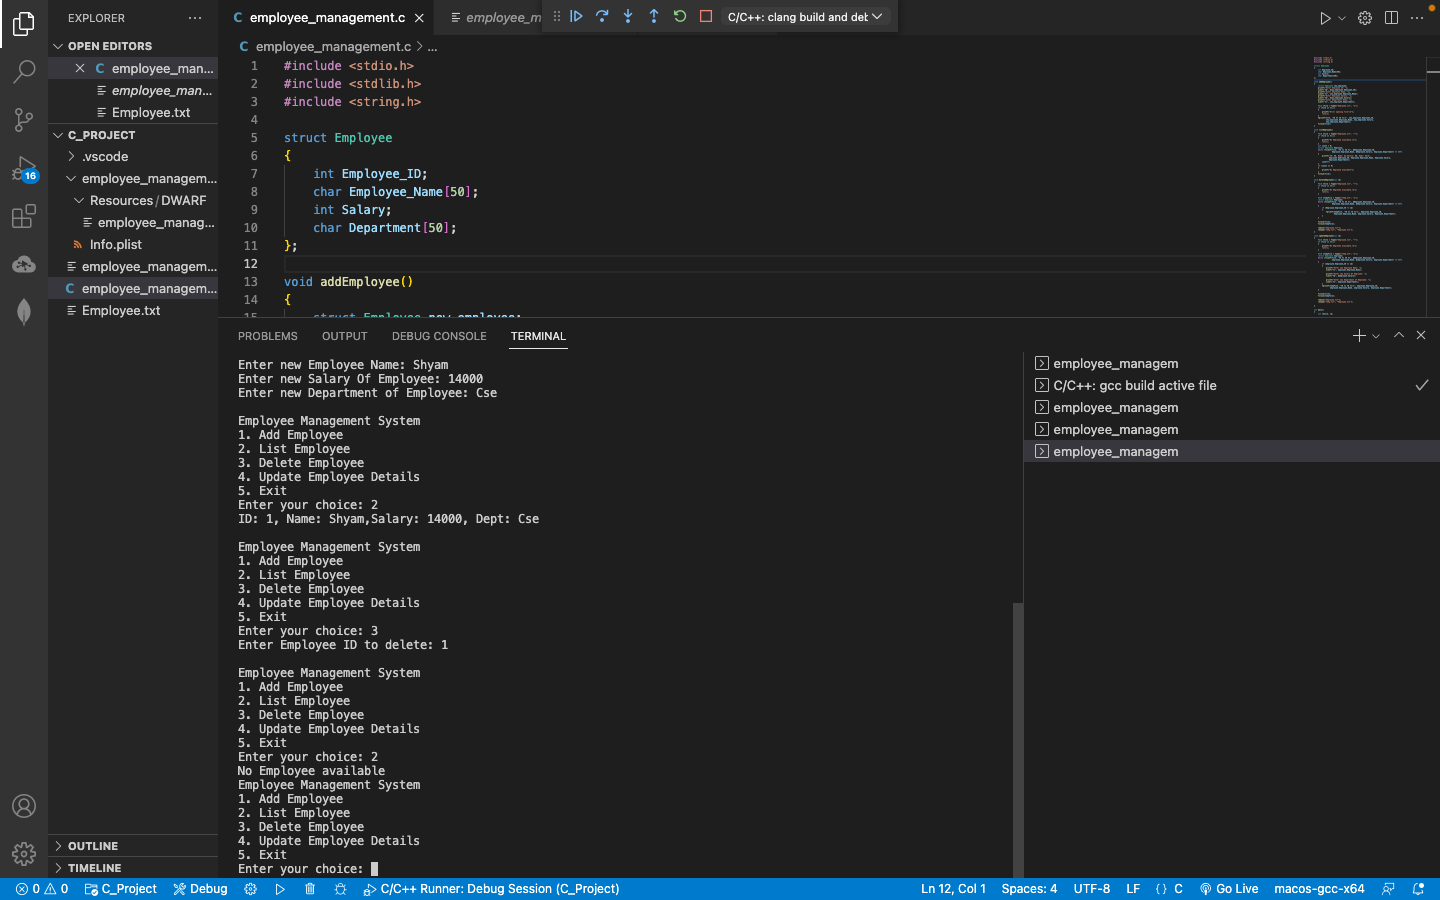 EXPLORER
OPEN EDITORS
C employee_man...
employee_man...
Employee.txt
C_PROJECT
.vscode
employee_managem...
Resources / DWARF
employee_manag...
Info.plist
employee_managem...
C employee_managem...
Employee.txt
OUTLINE
TIMELINE
16
C employee_management.c
employee_m
C/C++: clang build and deb
C employee_management.c > ...
1 #include <stdio.h>
2 #include <stdlib.h>
3 #include <string.h>
4
5 struct Employee
6 {
7 int Employee_ID;
8 char Employee_Name[50];
9 int Salary;
10 char Department[50];
11 };
12
13 void addEmployee()
14 {
15 struct Employee new_employee;
PROBLEMS OUTPUT DEBUG CONSOLE TERMINAL
Enter new Employee Name: Shyam
Enter new Salary Of Employee: 14000
Enter new Department of Employee: Cse
Employee Management System
1. Add Employee
2. List Employee
3. Delete Employee
4. Update Employee Details
5. Exit
Enter your choice: 2
ID: 1, Name: Shyam,Salary: 14000, Dept: Cse
Employee Management System
1. Add Employee
2. List Employee
3. Delete Employee
4. Update Employee Details
5. Exit
Enter your choice: 3
Enter Employee ID to delete: 1
Employee Management System
1. Add Employee
2. List Employee
3. Delete Employee
4. Update Employee Details
5. Exit
Enter your choice: 2
No Employee available
Employee Management System
1. Add Employee
2. List Employee
3. Delete Employee
4. Update Employee Details
5. Exit
Enter your choice:
employee_managem
C/C++: gcc build active file
employee_managem
employee_managem
employee_managem
0 0 C_Project Debug C/C++ Runner: Debug Session (C_Project) Ln 12, Col 1 Spaces: 4 UTF-8 LF {} C Go Live macos-gcc-x64